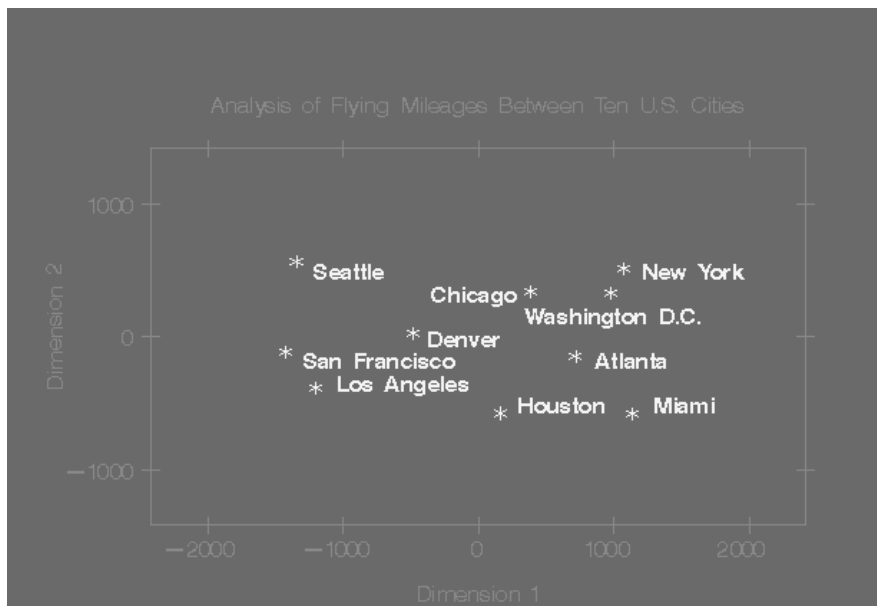 Analysis of Flying Mileages Between Ten U.S. Cities
1000
Dimension 2
Seattle
New York
Chicago
Washington D.C.
0
Denver
San Francisco
Atlanta
Los Angeles
Houston
Miami
−1000
−2000 −1000 0 1000 2000
Dimension 1